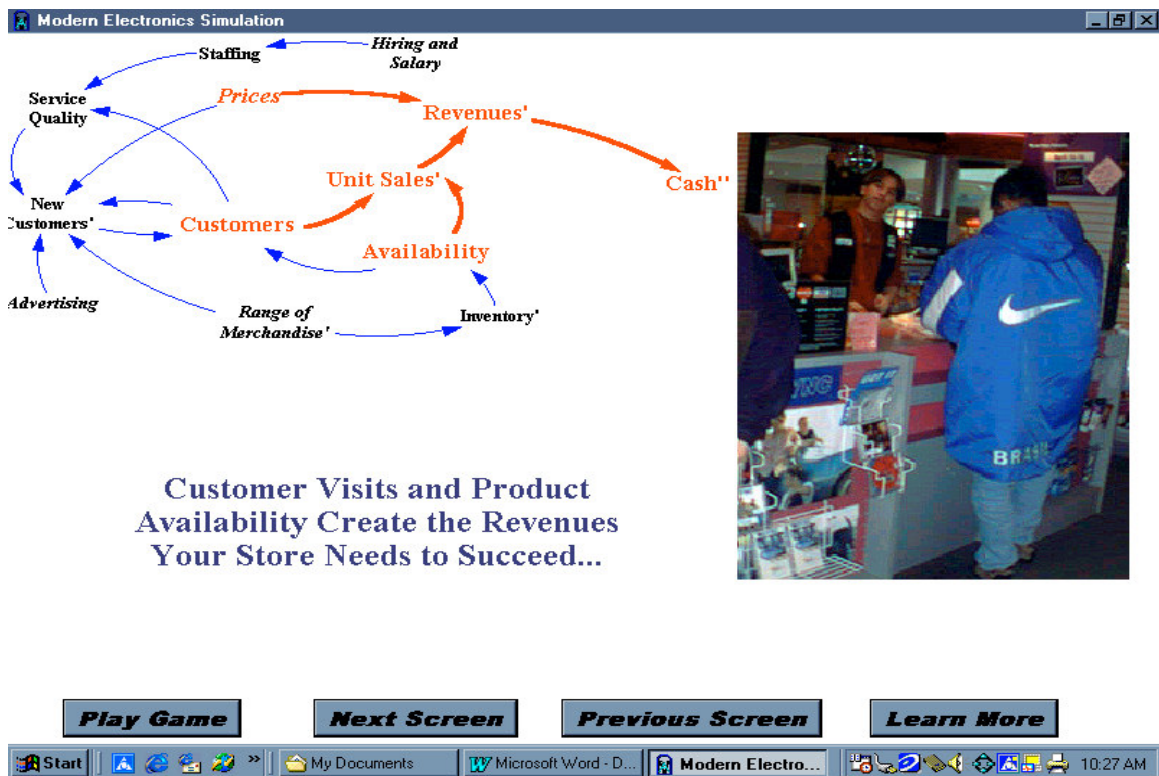 Modern Electronics Simulation
Hiring and
Salary
Staffing
Service
Quality
Prices
Revenues'
Unit Sales'
Cash''
New
Customers'
Customers
Availability
Advertising
Range of
Merchandise'
Inventory'
BRASIL
Customer Visits and Product
Availability Create the Revenues
Your Store Needs to Succeed...
Play Game
Next Screen
Previous Screen
Learn More
Start
My Documents
Microsoft Word - D...
Modern Electro...
10:27 AM